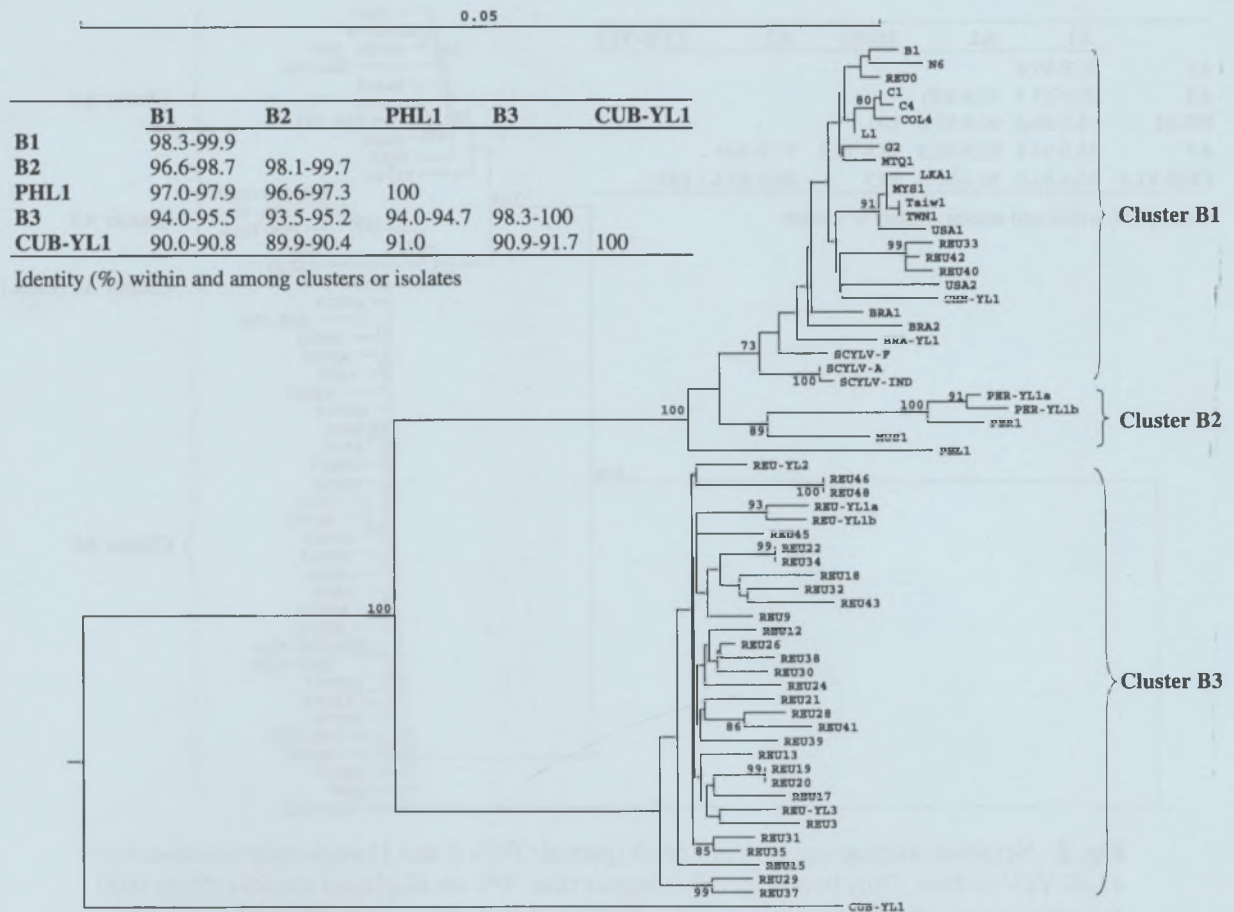 0.05
B1 B2 PHL1 B3 CUB-YL1
B1 98.3-99.9
B2 96.6-98.7 98.1-99.7
PHL1 97.0-97.9 96.6-97.3 100
B3 94.0-95.5 93.5-95.2 94.0-94.7 98.3-100
CUB-YL1 90.0-90.8 89.9-90.4 91.0 90.9-91.7 100
Identity (%) within and among clusters or isolates
B1
N6
REU0
C1
80
C4
COL4
L1
G2
MTQ1
LKA1
MYS1
91 Taiw1
TWN1
USA1
Cluster B1
99 REU33
REU42
REU40
USA2
CHN-YL1
BRA1
BRA2
BRA-YL1
73
SCYLV-F
SCYLV-A
100 SCYLV-IND
91 PER-YL1a
100 PER-YL1b
100
PER1
Cluster B2
89
MUS1
PHL1
REU-YL2
REU46
100 REU48
93 REU-YL1a
REU-YL1b
REU45
99 REU22
REU34
REU18
REU32
REU43
100
REU9
REU12
REU26
REU38
REU30
REU24
Cluster B3
REU21
REU28
86 REU41
REU39
REU13
99 REU19
REU20
REU17
REU-YL3
REU3
REU31
85 REU35
REU15
REU29
99 REU37
CUB-YL1